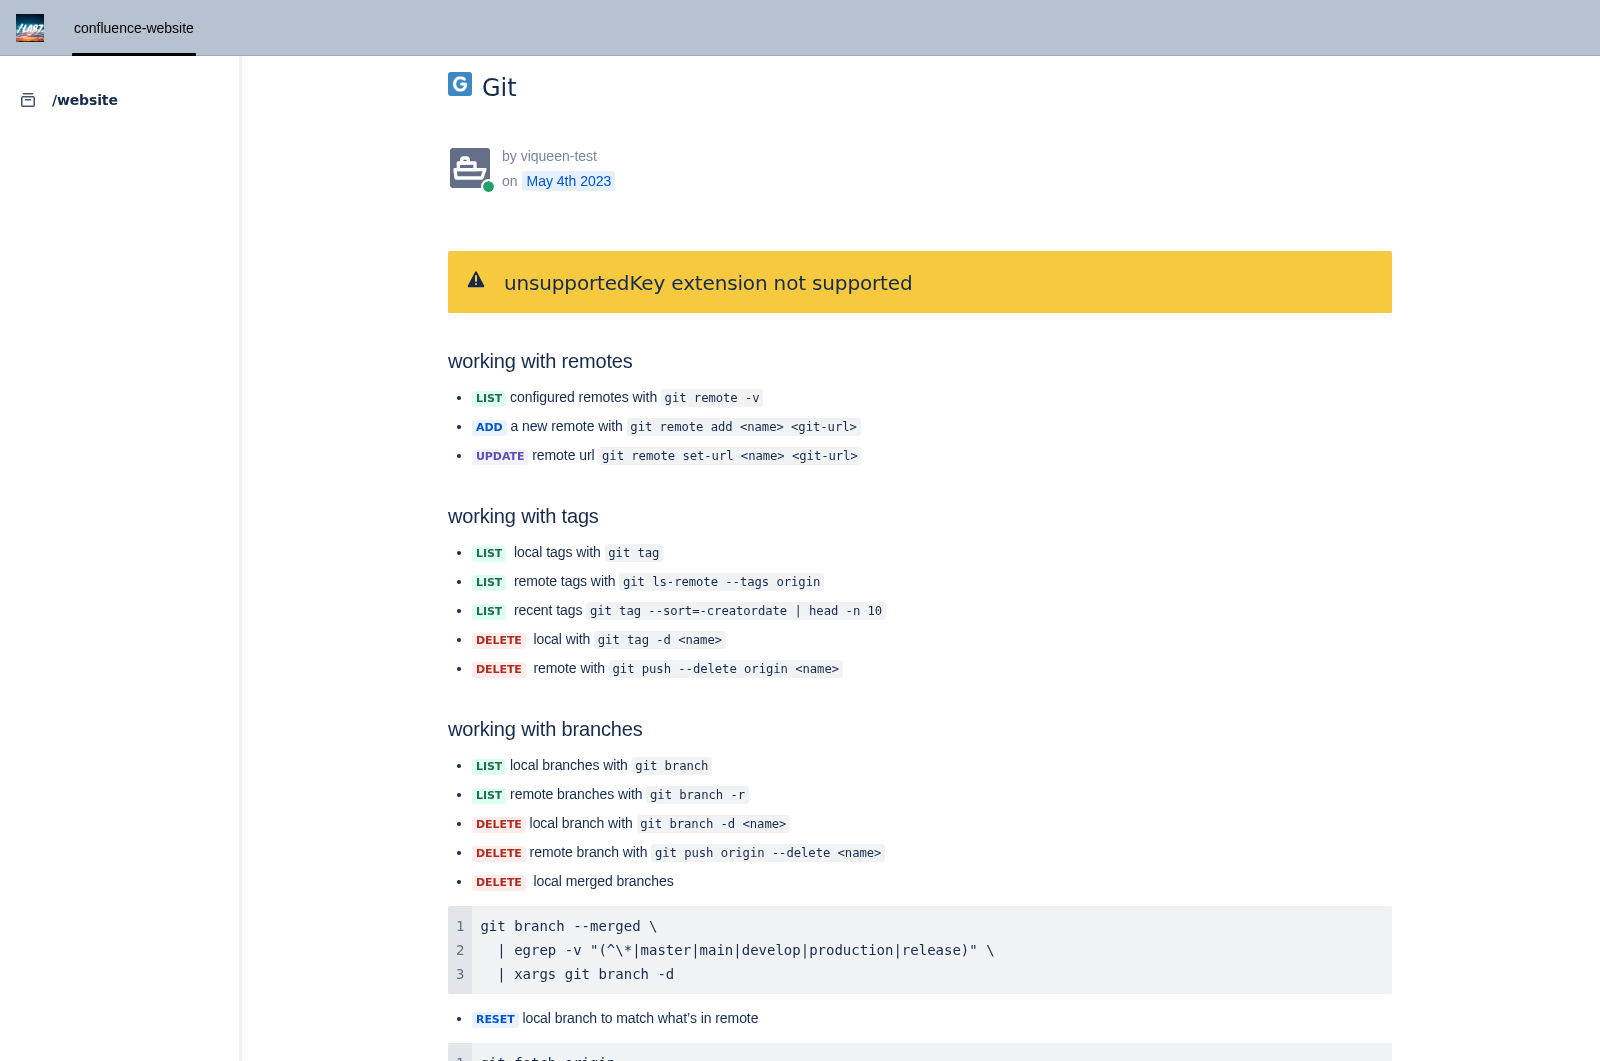 confluence-website
/website
G Git
by viqueen-test
on May 4th 2023
unsupportedKey extension not supported
working with remotes
LIST configured remotes with git remote -v
ADD a new remote with git remote add <name> <git-url>
UPDATE remote url git remote set-url <name> <git-url>
working with tags
LIST local tags with git tag
LIST remote tags with git ls-remote --tags origin
LIST recent tags git tag --sort=-creatordate | head -n 10
DELETE local with git tag -d <name>
DELETE remote with git push --delete origin <name>
working with branches
LIST local branches with git branch
LIST remote branches with git branch -r
DELETE local branch with git branch -d <name>
DELETE remote branch with git push origin --delete <name>
DELETE local merged branches
1 git branch --merged \
2 | egrep -v "(^\*|master|main|develop|production|release)" \
3 | xargs git branch -d
RESET local branch to match what’s in remote
1 git fetch origin